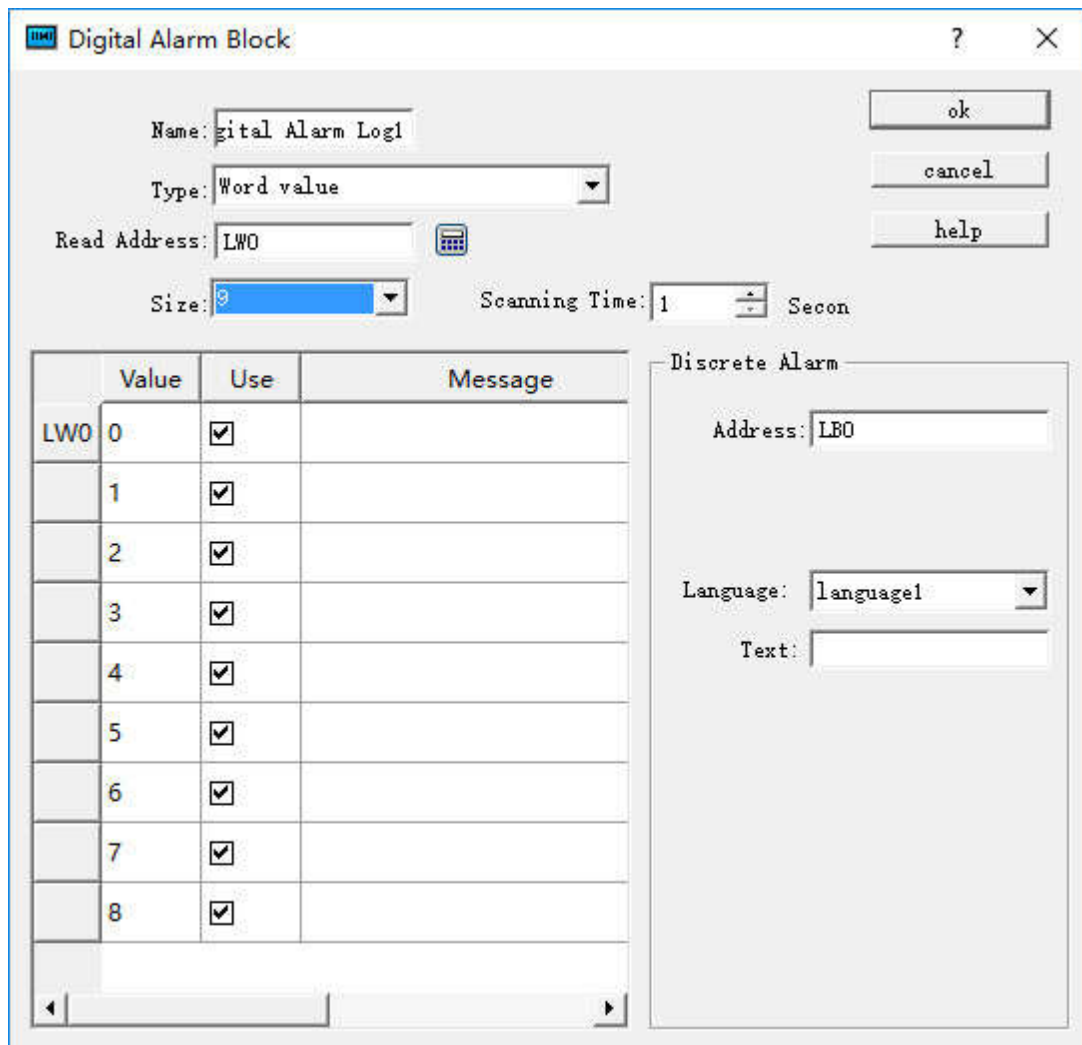 HMI Digital Alarm Block ?
Name: gital Alarm Log1 ok
Type: Word value cancel
Read Address: LW0 help
Size: 9 Scanning Time: 1 Secon
Value Use Message Discrete Alarm
LW0 0 Address: LB0
1
2
3 Language: language1
4 Text:
5
6
7
8